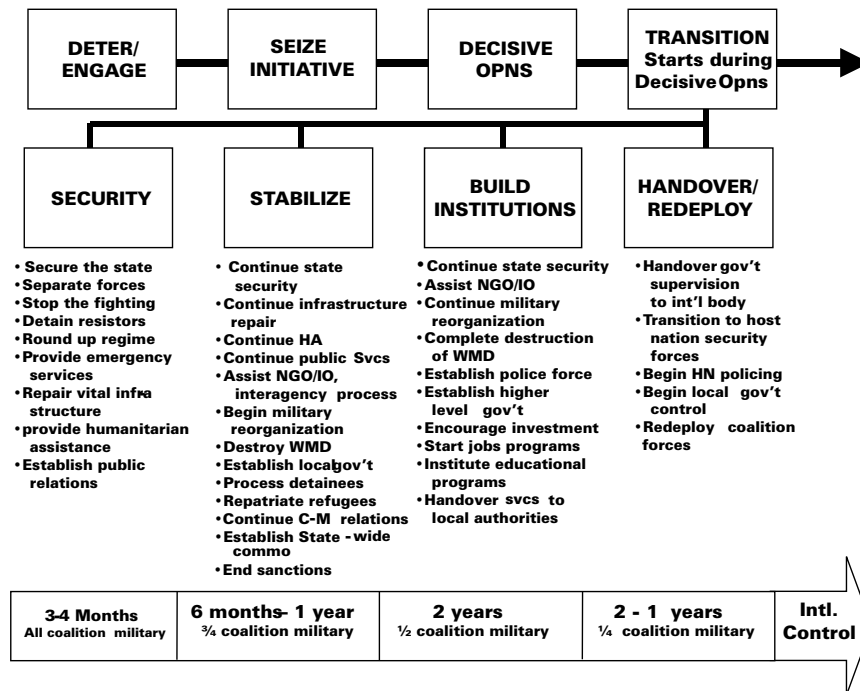 DETER/
ENGAGE
SEIZE
INITIATIVE
DECISIVE
OPNS
TRANSITION
Starts during
Decisive Opns
SECURITY
STABILIZE
BUILD
INSTITUTIONS
HANDOVER/
REDEPLOY
• Secure the state
• Separate forces
• Stop the fighting
• Detain resistors
• Round up regime
• Provide emergency
services
• Repair vital infra-
structure
• provide humanitarian
assistance
• Establish public
relations
• Continue state
security
• Continue infrastructure
repair
• Continue HA
• Continue public Svcs
• Assist NGO/IO,
interagency process
• Begin military
reorganization
• Destroy WMD
• Establish local gov't
• Process detainees
• Repatriate refugees
• Continue C-M relations
• Establish State - wide
commo
• End sanctions
• Continue state security
• Assist NGO/IO
• Continue military
reorganization
• Complete destruction
of WMD
• Establish police force
• Establish higher
level gov't
• Encourage investment
• Start jobs programs
• Institute educational
programs
• Handover svcs to
local authorities
• Handover gov't
supervision
to int'l body
• Transition to host
nation security
forces
• Begin HN policing
• Begin local gov't
control
• Redeploy coalition
forces
3-4 Months
All coalition military
6 months- 1 year
¾ coalition military
2 years
½ coalition military
2 - 1 years
¼ coalition military
Intl.
Control